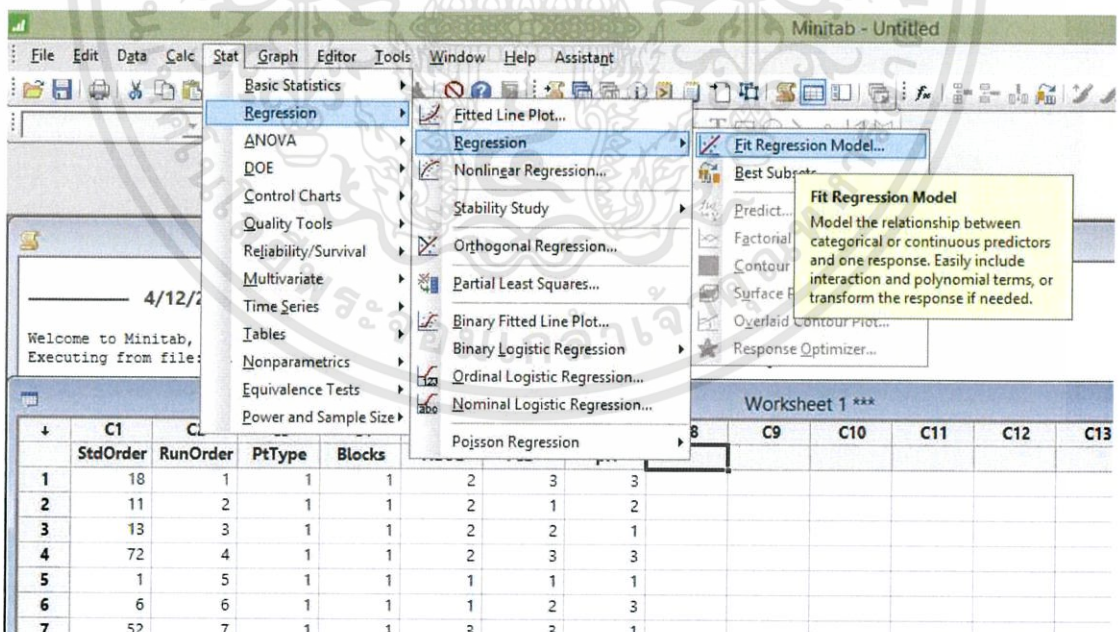 Minitab - Untitled
File Edit Data Calc Stat Graph Editor Tools Window Help Assistant
Basic Statistics
Regression
ANOVA
DOE
Control Charts
Quality Tools
Reliability/Survival
Multivariate
Time Series
Tables
Nonparametrics
Equivalence Tests
Power and Sample Size
Fitted Line Plot...
Regression
Nonlinear Regression...
Stability Study
Orthogonal Regression...
Partial Least Squares...
Binary Fitted Line Plot...
Binary Logistic Regression
Ordinal Logistic Regression...
Nominal Logistic Regression...
Poisson Regression
Fit Regression Model...
Best Subsets
Predict...
Factorial
Contour
Surface
Overlaid Contour Plot...
Response Optimizer...
Fit Regression Model
Model the relationship between
categorical or continuous predictors
and one response. Easily include
interaction and polynomial terms, or
transform the response if needed.
4/12/2
Welcome to Minitab,
Executing from file:
Worksheet 1 ***
C1 C9 C10 C11 C12 C13
StdOrder RunOrder PtType Blocks
1 18 1 1 1 2 3 3
2 11 2 1 1 2 1 2
3 13 3 1 1 2 2 1
4 72 4 1 1 2 3 3
5 1 5 1 1 1 1 1
6 6 6 1 1 1 2 3
7 52 7 1 1